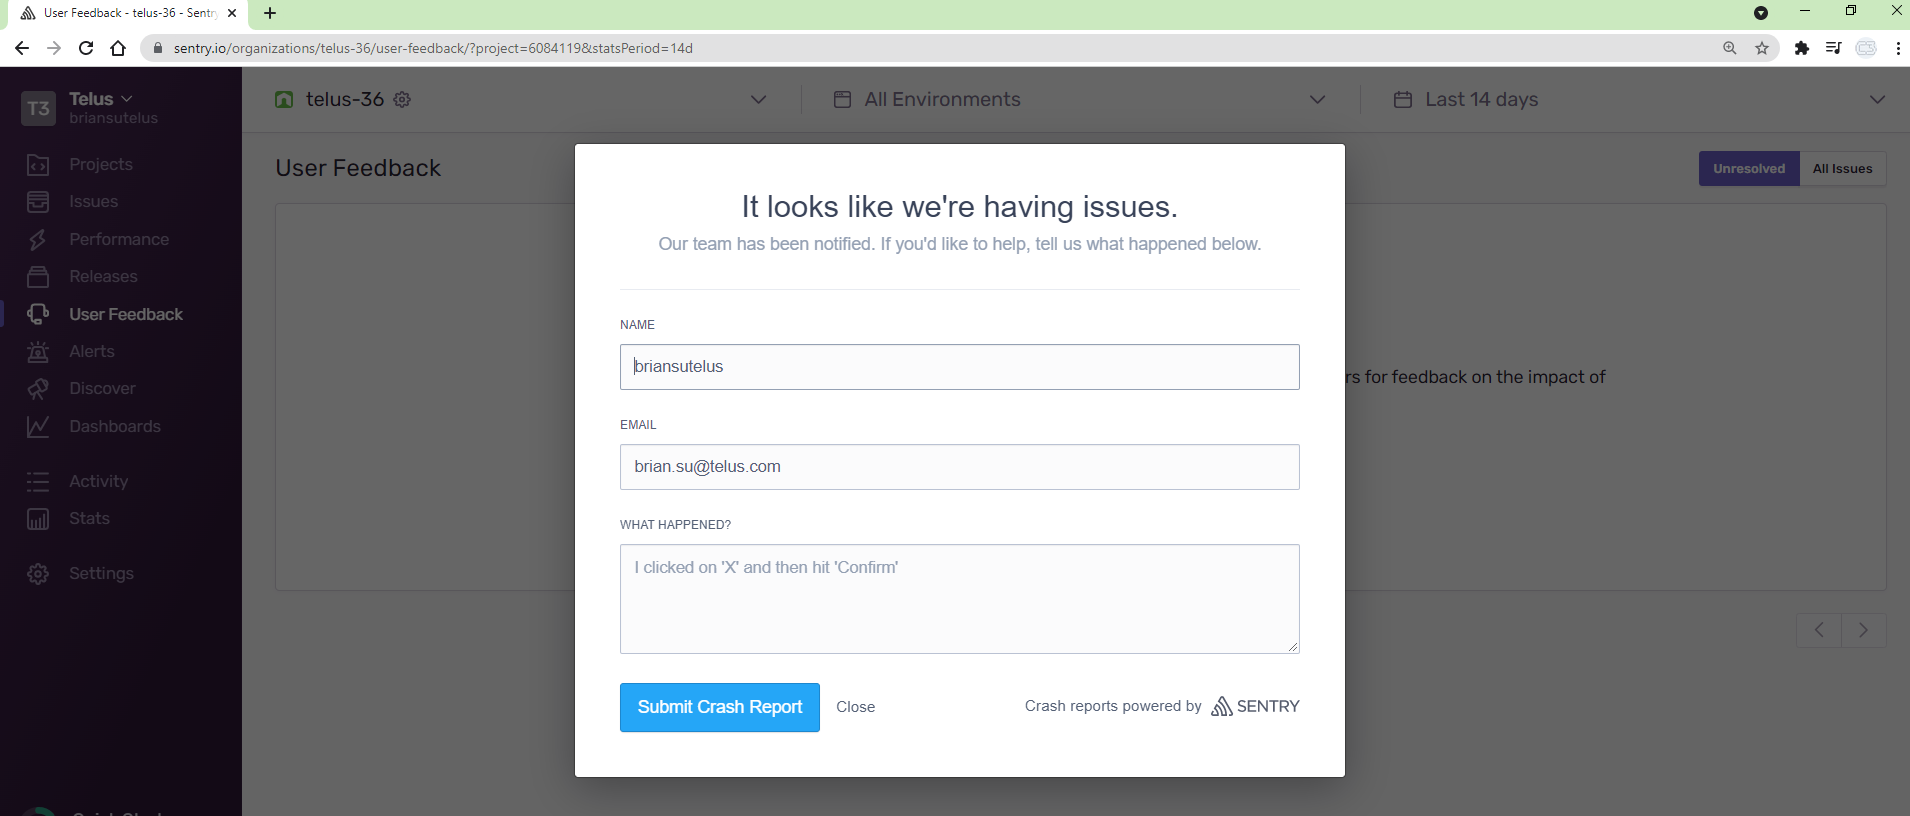 User Feedback - telus-36 - Sentry
sentry.io/organizations/telus-36/user-feedback/?project=6084119&statsPeriod=14d
T3
Telus
briansutelus
Projects
Issues
Performance
Releases
User Feedback
Alerts
Discover
Dashboards
Activity
Stats
Settings
telus-36
All Environments
Last 14 days
User Feedback
Unresolved
All Issues
rs for feedback on the impact of
It looks like we're having issues.
Our team has been notified. If you'd like to help, tell us what happened below.
NAME
briansutelus
EMAIL
brian.su@telus.com
WHAT HAPPENED?
I clicked on 'X' and then hit 'Confirm'
Submit Crash Report
Close
Crash reports powered by
SENTRY